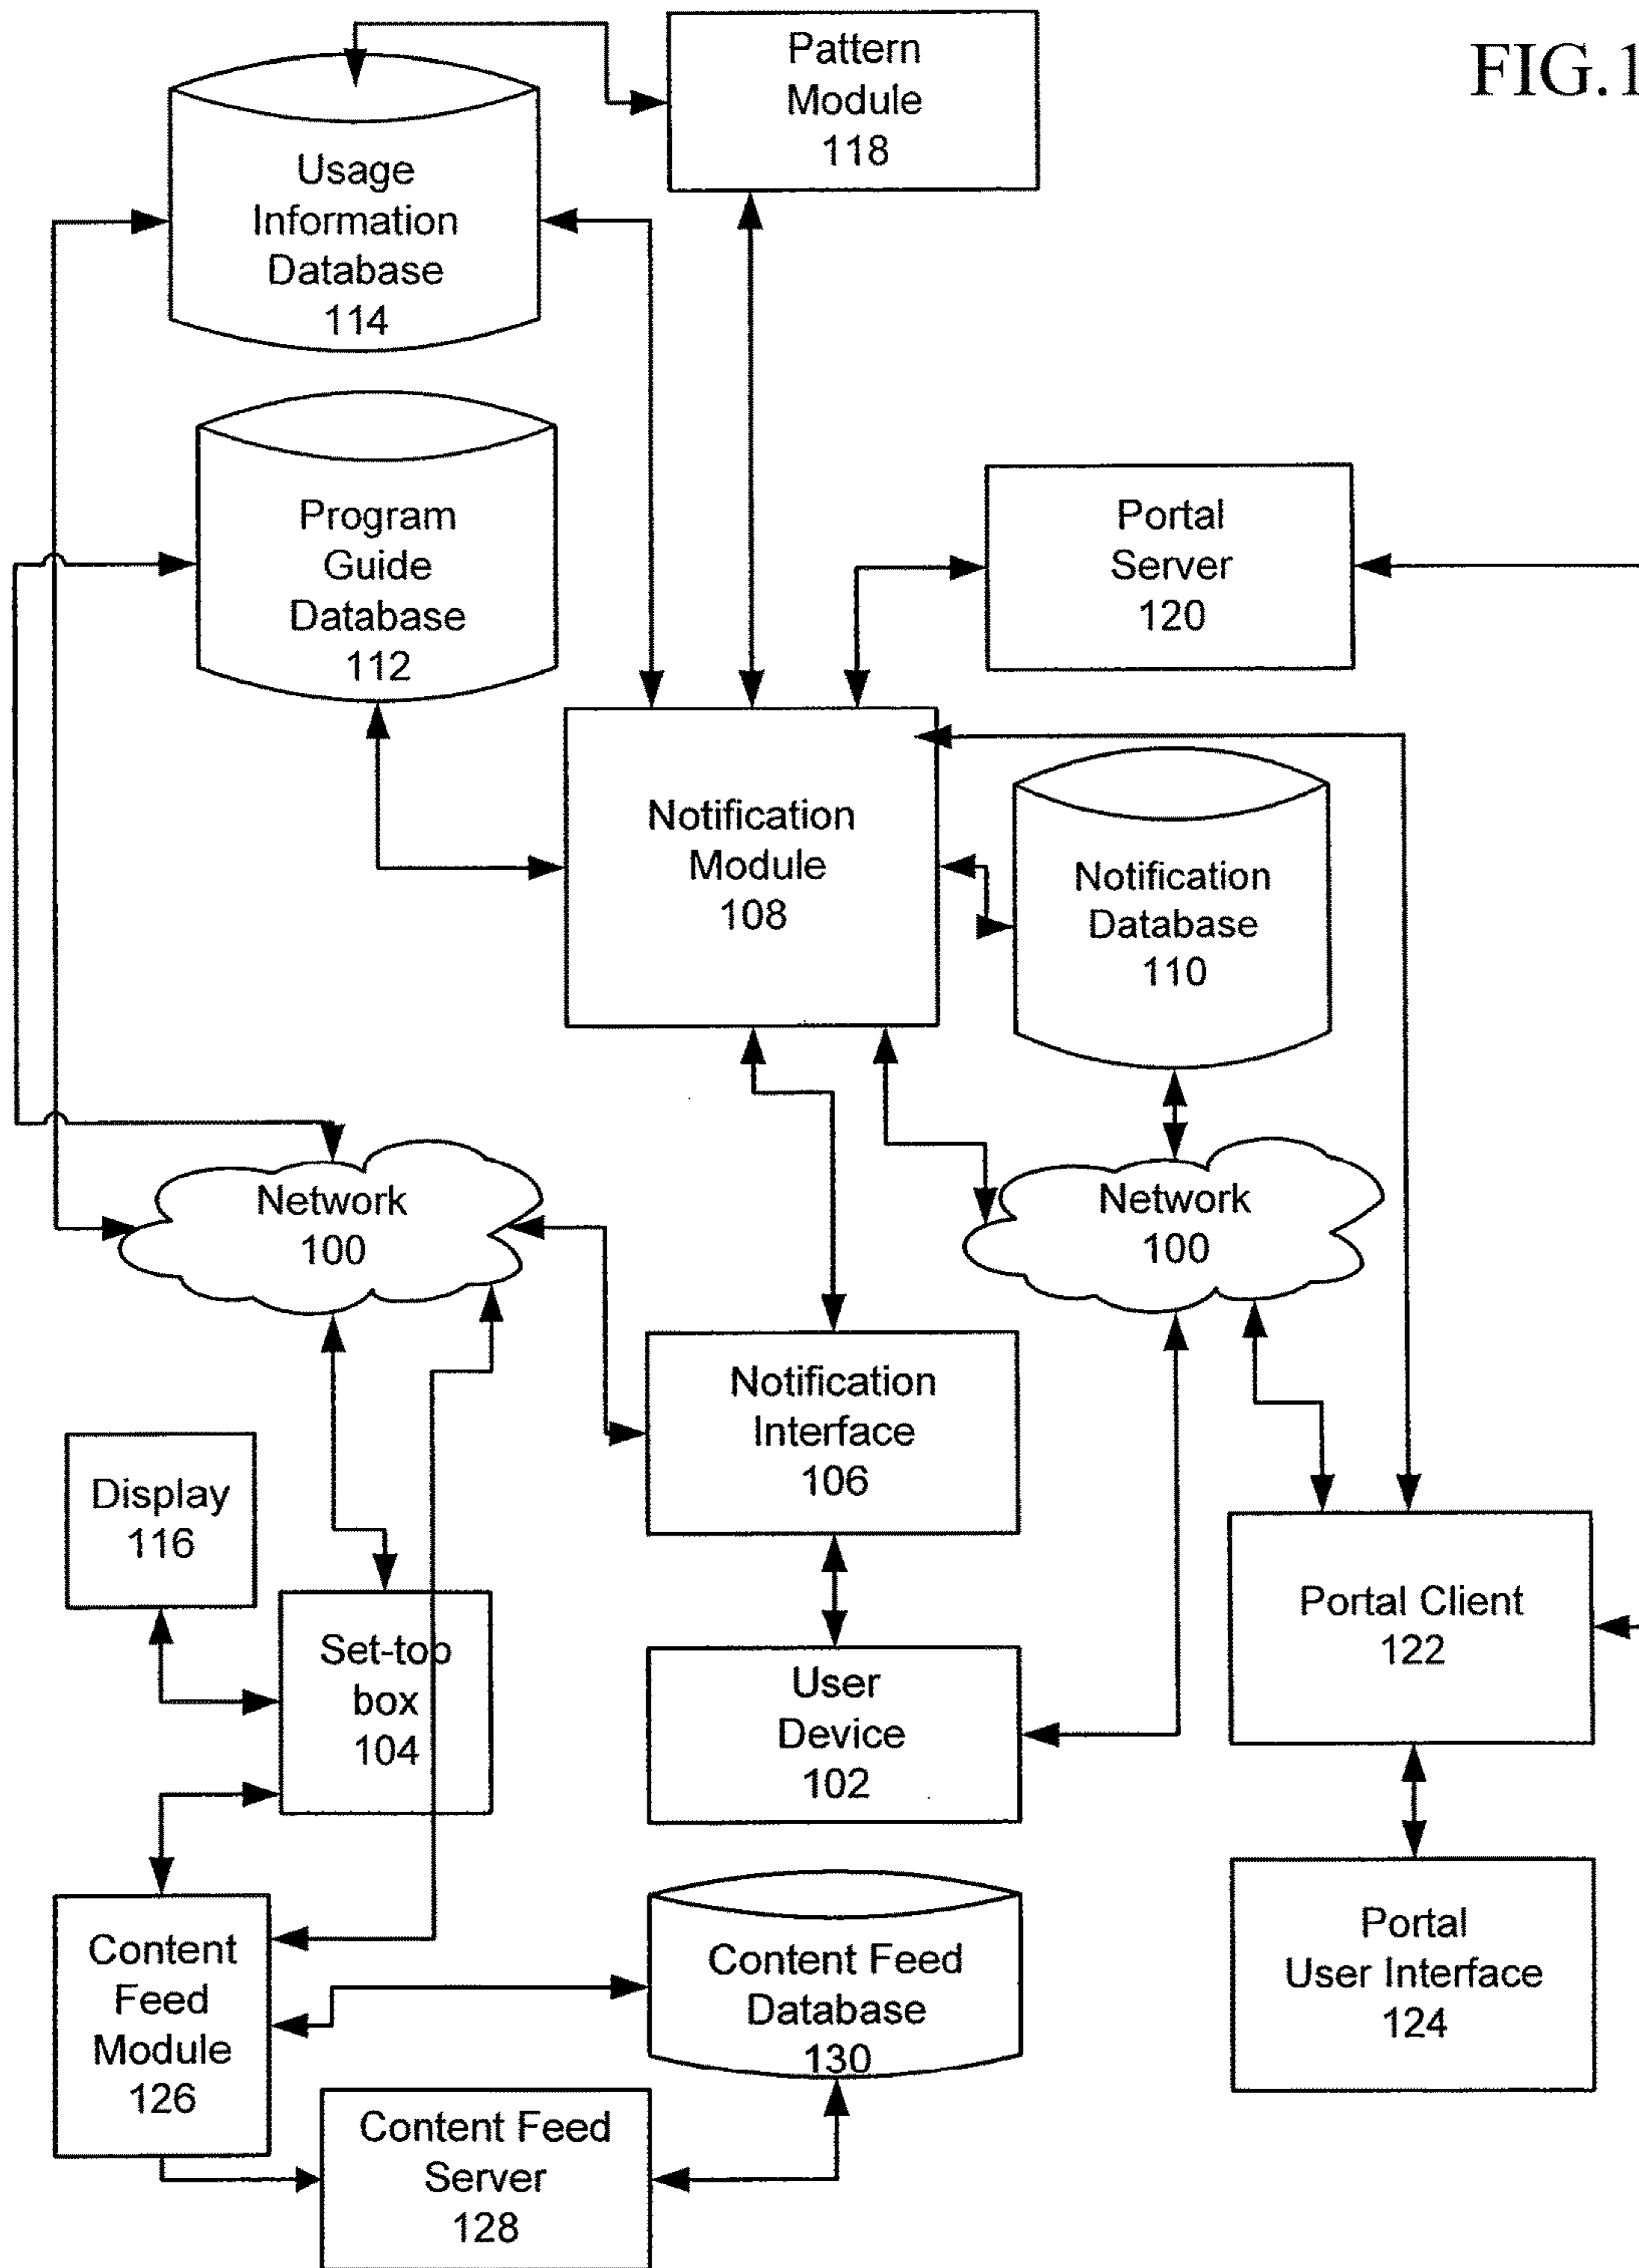 FIG.1
Pattern
Module
118
Usage
Information
Database
114
Program
Guide
Database
112
Portal
Server
120
Notification
Module
108
Notification
Database
110
Network
100
Network
100
Notification
Interface
106
Display
116
Set-top
box
104
User
Device
102
Portal Client
122
Content
Feed
Module
126
Content Feed
Database
130
Portal
User Interface
124
Content Feed
Server
128